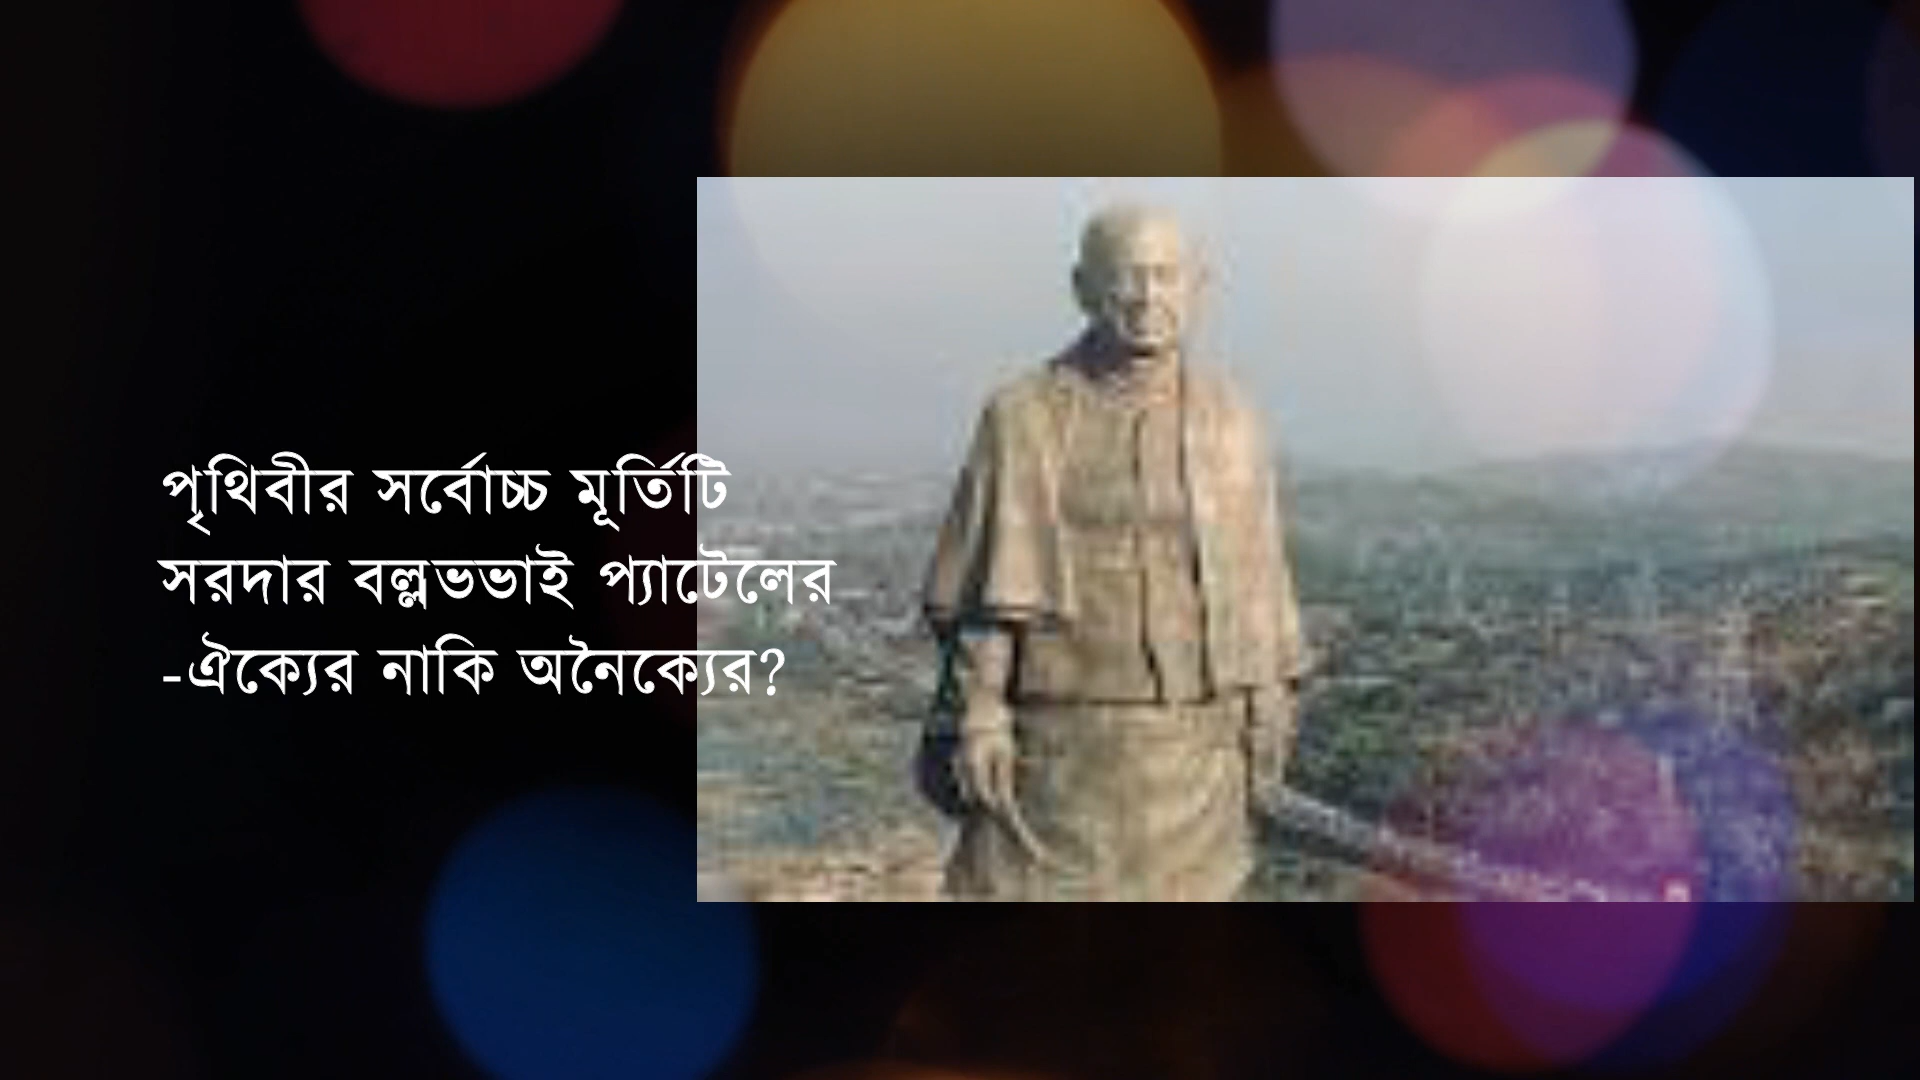 পৃথিবীর সর্বোচ্চ মূর্তিটি
সরদার বল্লভভাই প্যাটেলের
-ঐক্যের নাকি অনৈক্যের?